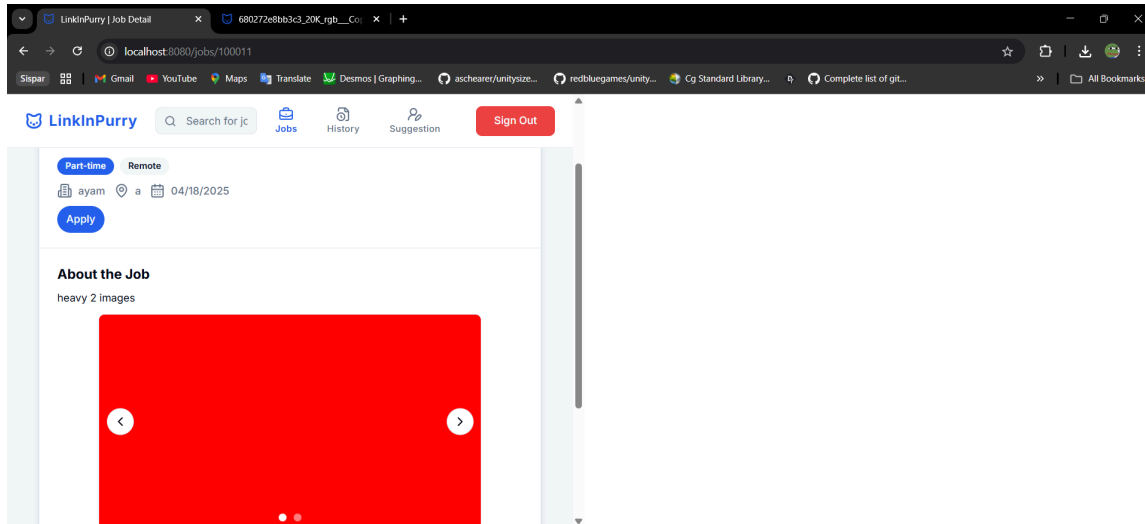 LinkInPurry | Job Detail
680272e8bb3c3_20K_rgb__Co
localhost:8080/jobs/100011
Sispar Gmail YouTube Maps Translate Desmos | Graphing... aschearer/unitysize... redbluegames/unity... Cg Standard Library... Complete list of git... » All Bookmarks
LinkInPurry Search for jc Jobs History Suggestion Sign Out
Part-time Remote
ayam a 04/18/2025
Apply
About the Job
heavy 2 images